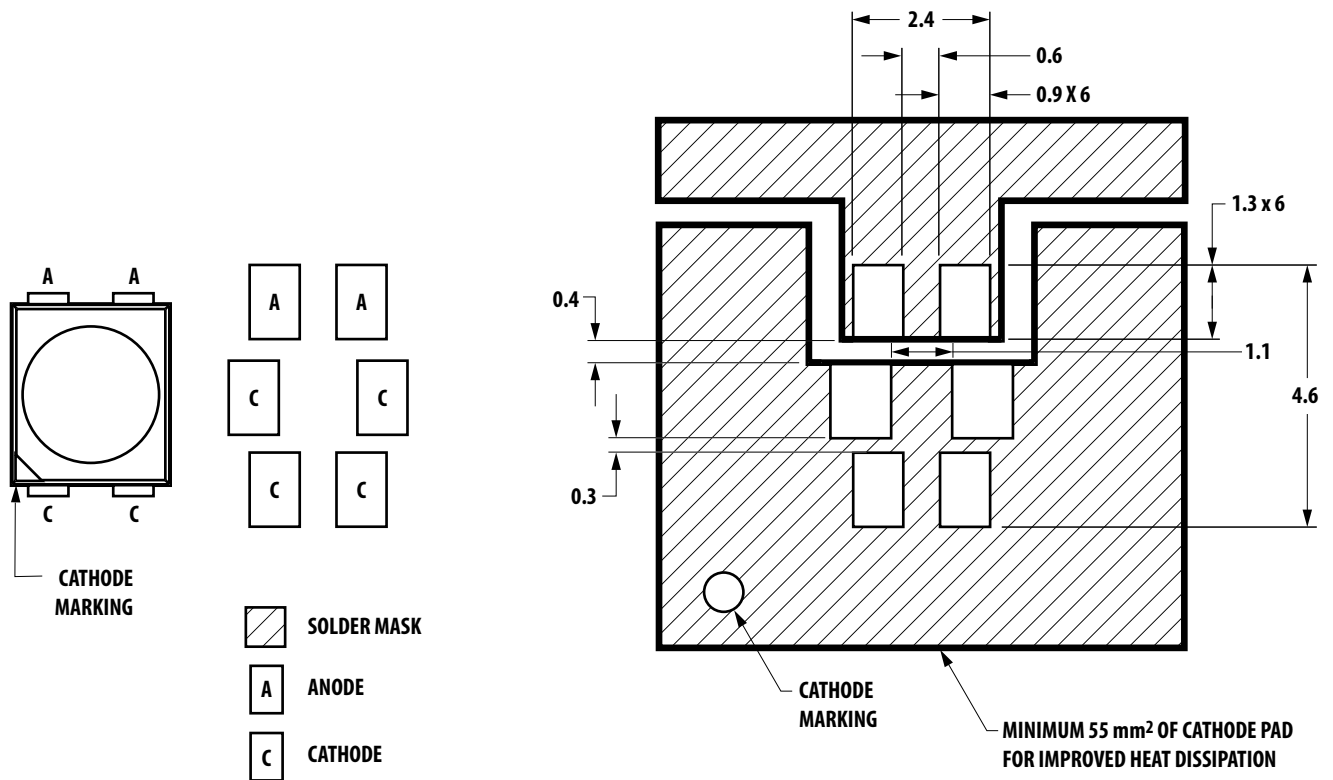 A A
C C
CATHODE
MARKING
A A
C C
C C
SOLDER MASK
A ANODE
C CATHODE
2.4
0.6
0.9 X 6
1.3 x 6
0.4
1.1
4.6
0.3
CATHODE
MARKING
MINIMUM 55 mm² OF CATHODE PAD
FOR IMPROVED HEAT DISSIPATION